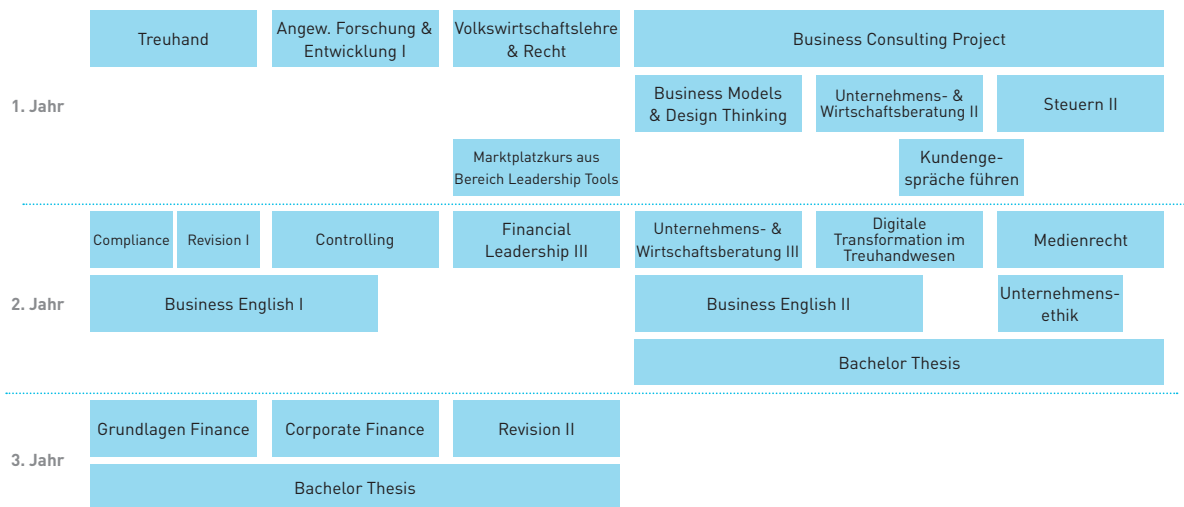 Treuhand
Angew. Forschung &
Entwicklung I
Volkswirtschaftslehre
& Recht
Business Consulting Project
1. Jahr
Business Models
& Design Thinking
Unternehmens- &
Wirtschaftsberatung II
Steuern II
Marktplatzkurs aus
Bereich Leadership Tools
Kundenge-
spräche führen
Compliance
Revision I
Controlling
Financial
Leadership III
Unternehmens- &
Wirtschaftsberatung III
Digitale
Transformation im
Treuhandwesen
Medienrecht
2. Jahr
Business English I
Business English II
Unternehmens-
ethik
Bachelor Thesis
Grundlagen Finance
Corporate Finance
Revision II
3. Jahr
Bachelor Thesis